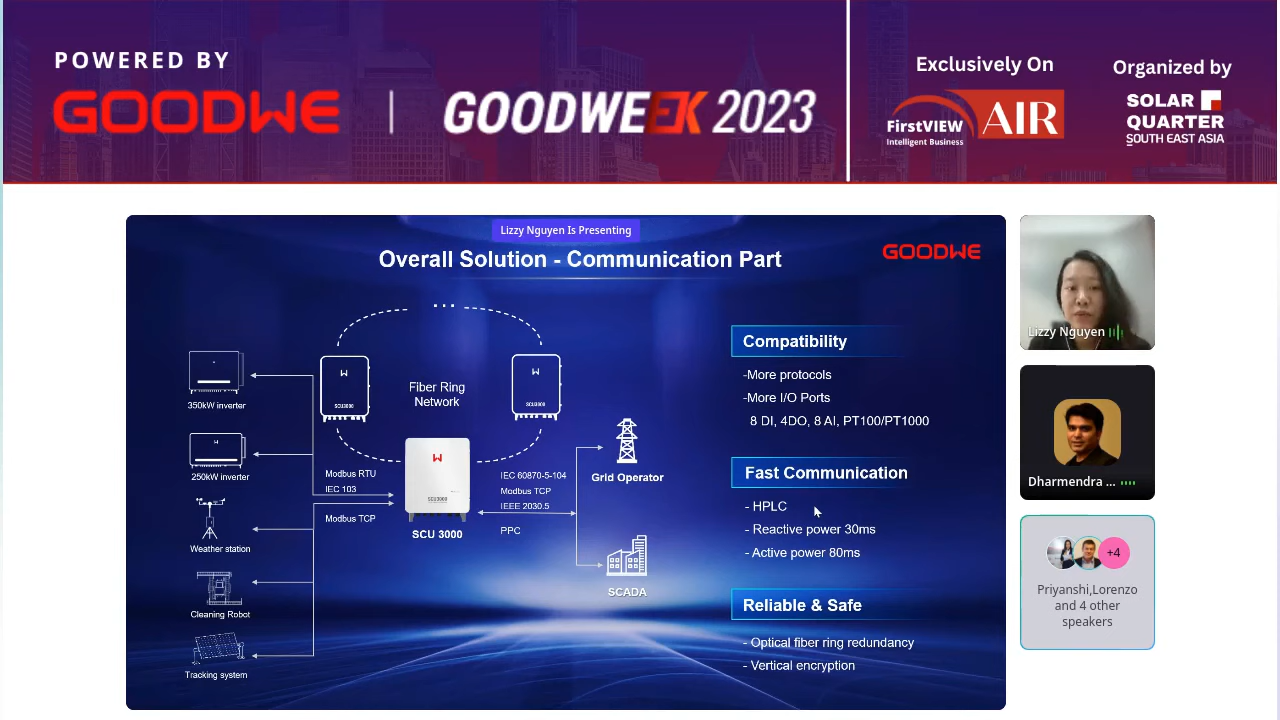 POWERED BY
GOODWE
GOODWEEK 2023
Exclusively On
FirstVIEW
Intelligent Business
AIR
Organized by
SOLAR
QUARTER
SOUTH EAST ASIA
Lizzy Nguyen Is Presenting
Overall Solution - Communication Part
GOODWE
350kW inverter
250kW inverter
Weather station
Cleaning Robot
Tracking system
SCU3000
Fiber Ring
Network
SCU3000
Modbus RTU
IEC 103
Modbus TCP
SCU3000
SCU 3000
IEC 60870-5-104
Modbus TCP
IEEE 2030.5
PPC
Grid Operator
SCADA
Compatibility
-More protocols
-More I/O Ports
8 DI, 4DO, 8 AI, PT100/PT1000
Fast Communication
- HPLC
- Reactive power 30ms
- Active power 80ms
Reliable & Safe
- Optical fiber ring redundancy
- Vertical encryption
Lizzy Nguyen
Dharmendra ...
+4
Priyanshi,Lorenzo
and 4 other
speakers